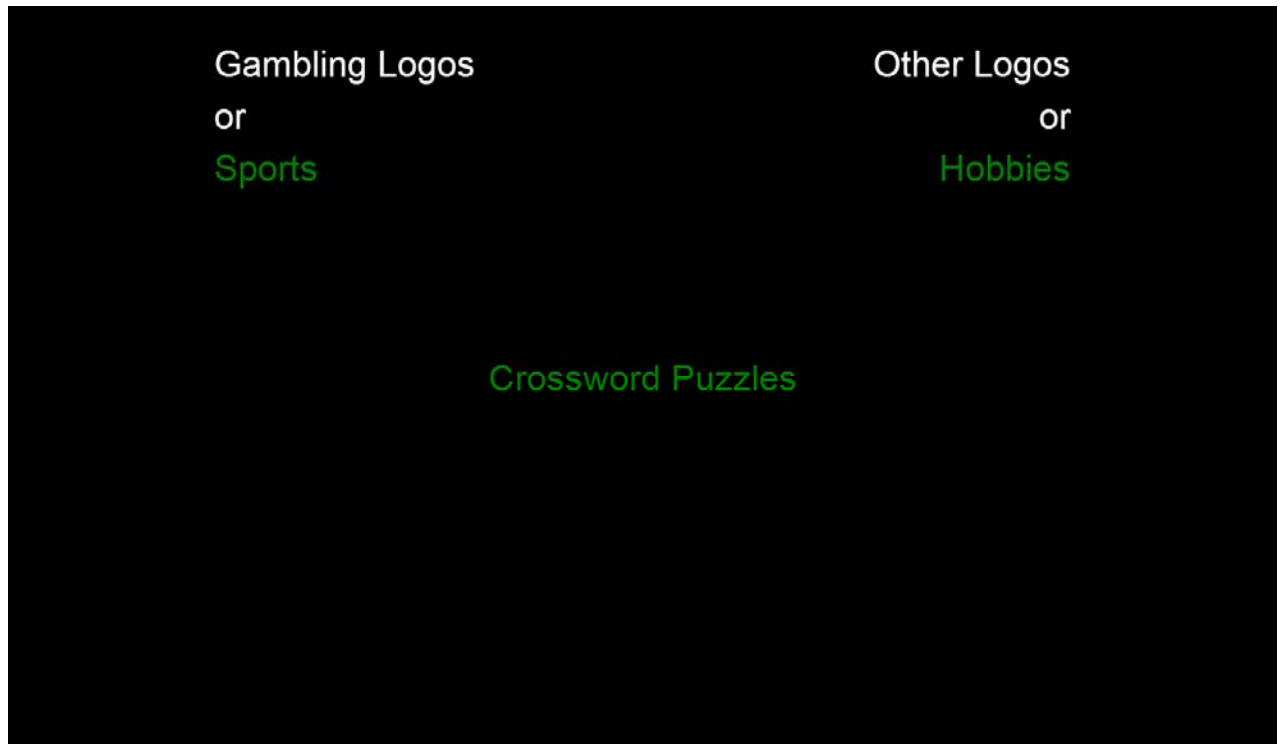 Gambling Logos
or
Sports
Other Logos
or
Hobbies
Crossword Puzzles